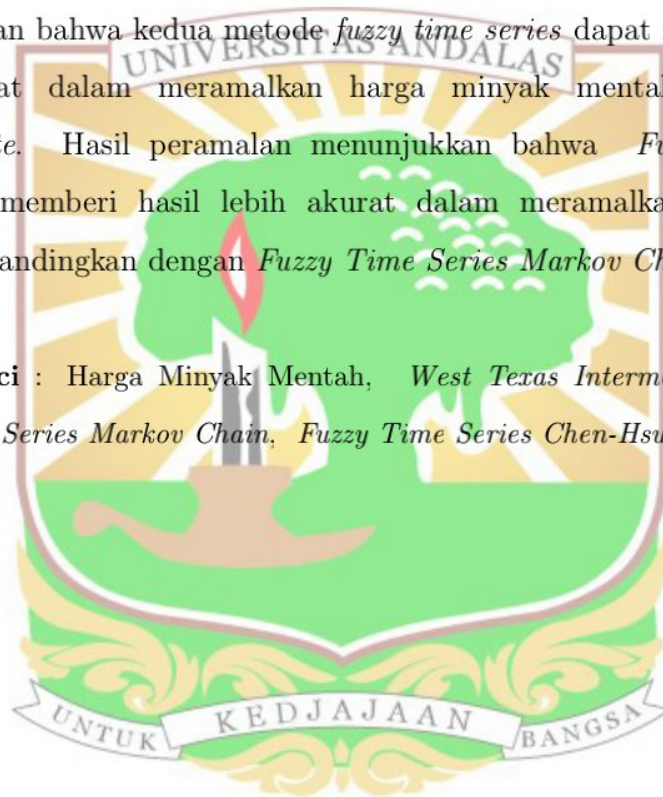 an bahwa kedua metode fuzzy time series dapat
UNIVERSITAS ANDALAS
at dalam meramalkan harga minyak mental
te. Hasil peramalan menunjukkan bahwa Fu
memberi hasil lebih akurat dalam meramalka
andingkan dengan Fuzzy Time Series Markov Ch
ci : Harga Minyak Mentah, West Texas Interm
Series Markov Chain, Fuzzy Time Series Chen-Hsu
UNTUK KEDJAJAAN BANGSA